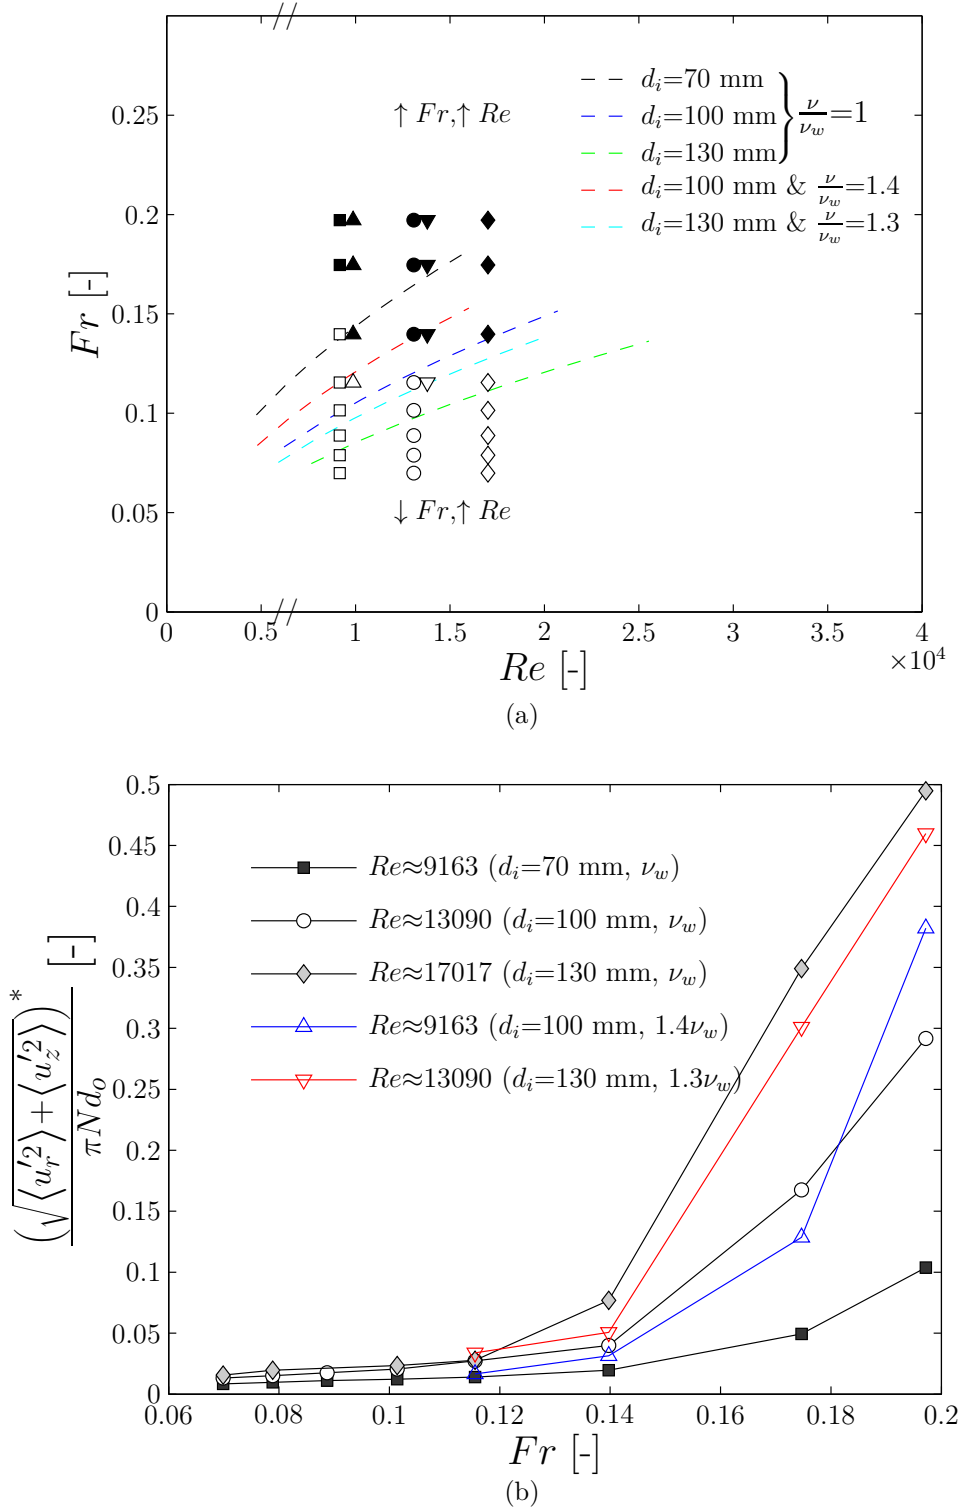 d_i=70 mm
d_i=100 mm
d_i=130 mm
ν/ν_w=1
d_i=100 mm & ν/ν_w=1.4
d_i=130 mm & ν/ν_w=1.3
↑ Fr,↑ Re
↓ Fr,↑ Re
Fr [-]
0.25
0.2
0.15
0.1
0.05
0
0 0.5 1 1.5 2 2.5 3 3.5 4
×10^4
Re [-]
(a)
Re≈9163 (d_i=70 mm, ν_w)
Re≈13090 (d_i=100 mm, ν_w)
Re≈17017 (d_i=130 mm, ν_w)
Re≈9163 (d_i=100 mm, 1.4ν_w)
Re≈13090 (d_i=130 mm, 1.3ν_w)
(√⟨u_r'^2⟩+⟨u_z'^2⟩)^*/πNd_o [-]
0.5
0.45
0.4
0.35
0.3
0.25
0.2
0.15
0.1
0.05
0
0.06 0.08 0.1 0.12 0.14 0.16 0.18 0.2
Fr [-]
(b)